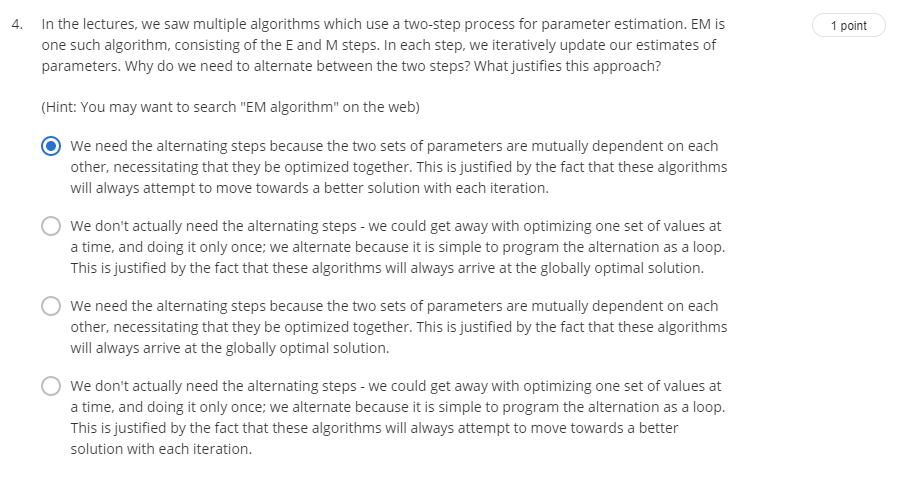 4. In the lectures, we saw multiple algorithms which use a two-step process for parameter estimation. EM is
1 point
one such algorithm, consisting of the E and M steps. In each step, we iteratively update our estimates of
parameters. Why do we need to alternate between the two steps? What justifies this approach?
(Hint: You may want to search "EM algorithm" on the web)
We need the alternating steps because the two sets of parameters are mutually dependent on each
other, necessitating that they be optimized together. This is justified by the fact that these algorithms
will always attempt to move towards a better solution with each iteration.
We don't actually need the alternating steps - we could get away with optimizing one set of values at
a time, and doing it only once; we alternate because it is simple to program the alternation as a loop.
This is justified by the fact that these algorithms will always arrive at the globally optimal solution.
We need the alternating steps because the two sets of parameters are mutually dependent on each
other, necessitating that they be optimized together. This is justified by the fact that these algorithms
will always arrive at the globally optimal solution.
We don't actually need the alternating steps - we could get away with optimizing one set of values at
a time, and doing it only once; we alternate because it is simple to program the alternation as a loop.
This is justified by the fact that these algorithms will always attempt to move towards a better
solution with each iteration.